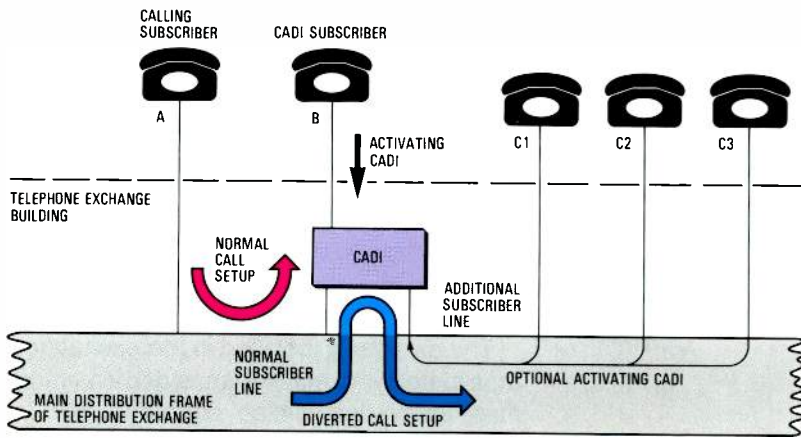 CALLING
SUBSCRIBER
CADI SUBSCRIBER
A
B
C1
C2
C3
ACTIVATING
CADI
TELEPHONE EXCHANGE
BUILDING
NORMAL
CALL
SETUP
CADI
ADDITIONAL
SUBSCRIBER
LINE
NORMAL
SUBSCRIBER
LINE
OPTIONAL ACTIVATING CADI
MAIN DISTRIBUTION FRAME
OF TELEPHONE EXCHANGE
DIVERTED CALL SETUP